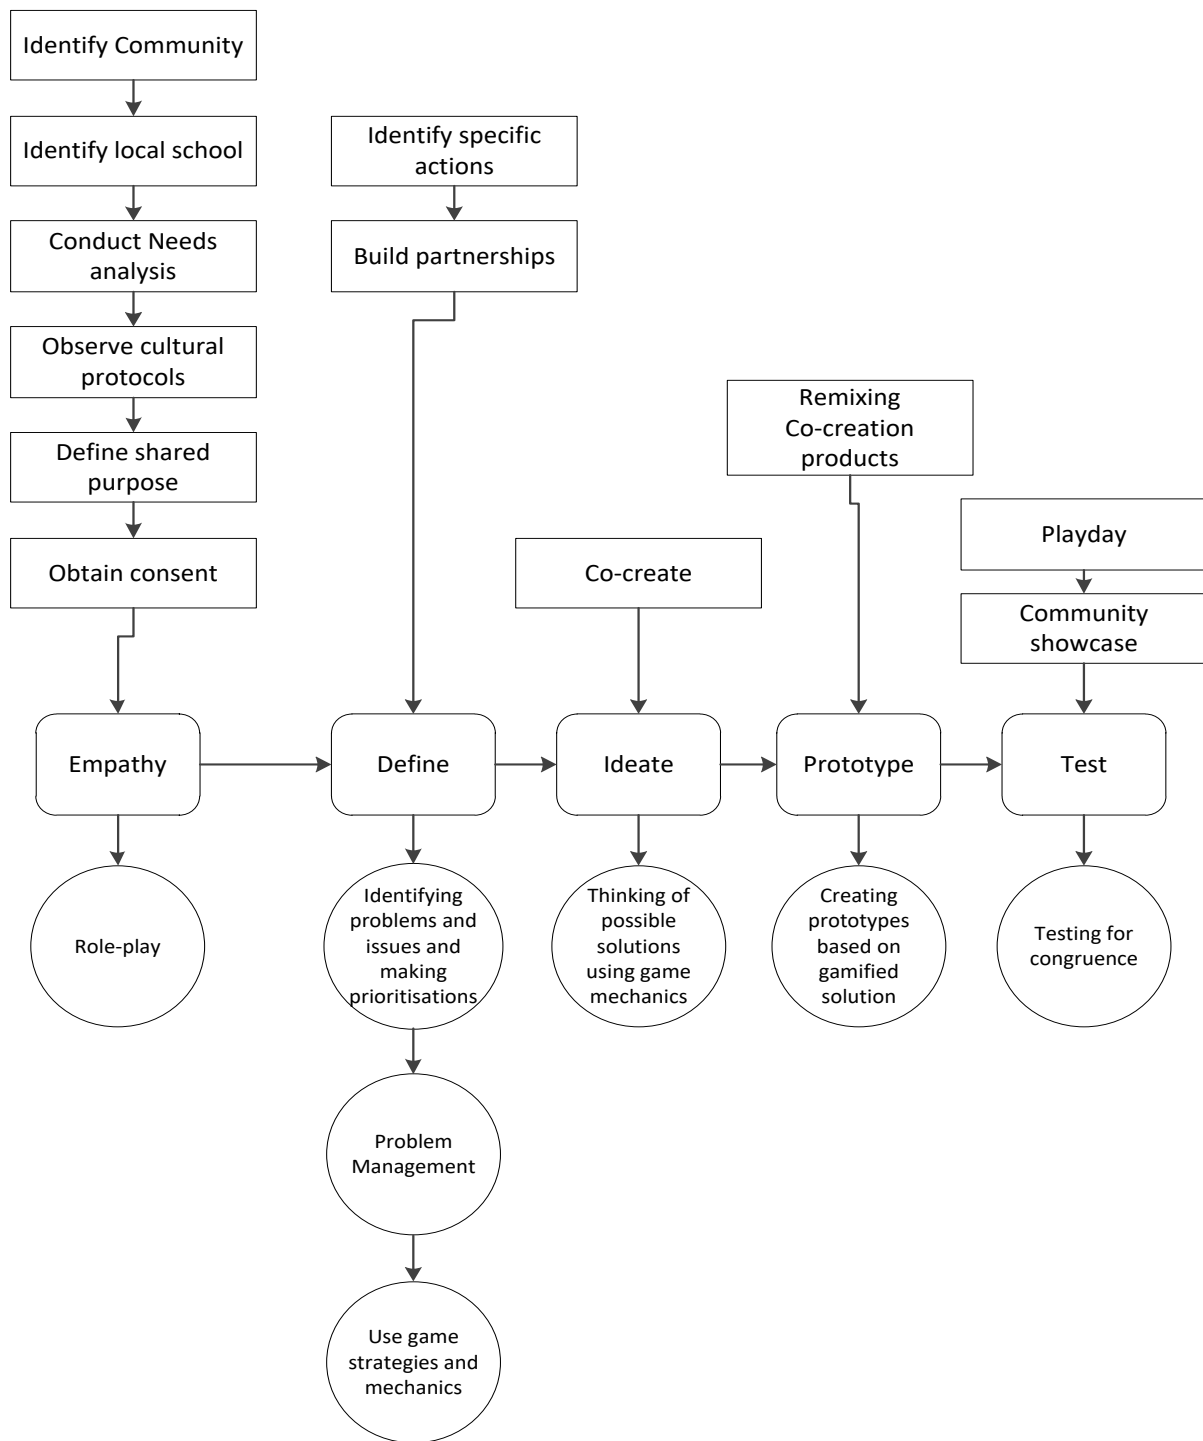 Identify Community
Identify local school
Conduct Needs
analysis
Observe cultural
protocols
Define shared
purpose
Obtain consent
Identify specific
actions
Build partnerships
Co-create
Remixing
Co-creation
products
Playday
Community
showcase
Empathy
Define
Ideate
Prototype
Test
Role-play
Identifying
problems and
issues and
making
prioritisations
Problem
Management
Use game
strategies and
mechanics
Thinking of
possible
solutions
using game
mechanics
Creating
prototypes
based on
gamified
solution
Testing for
congruence